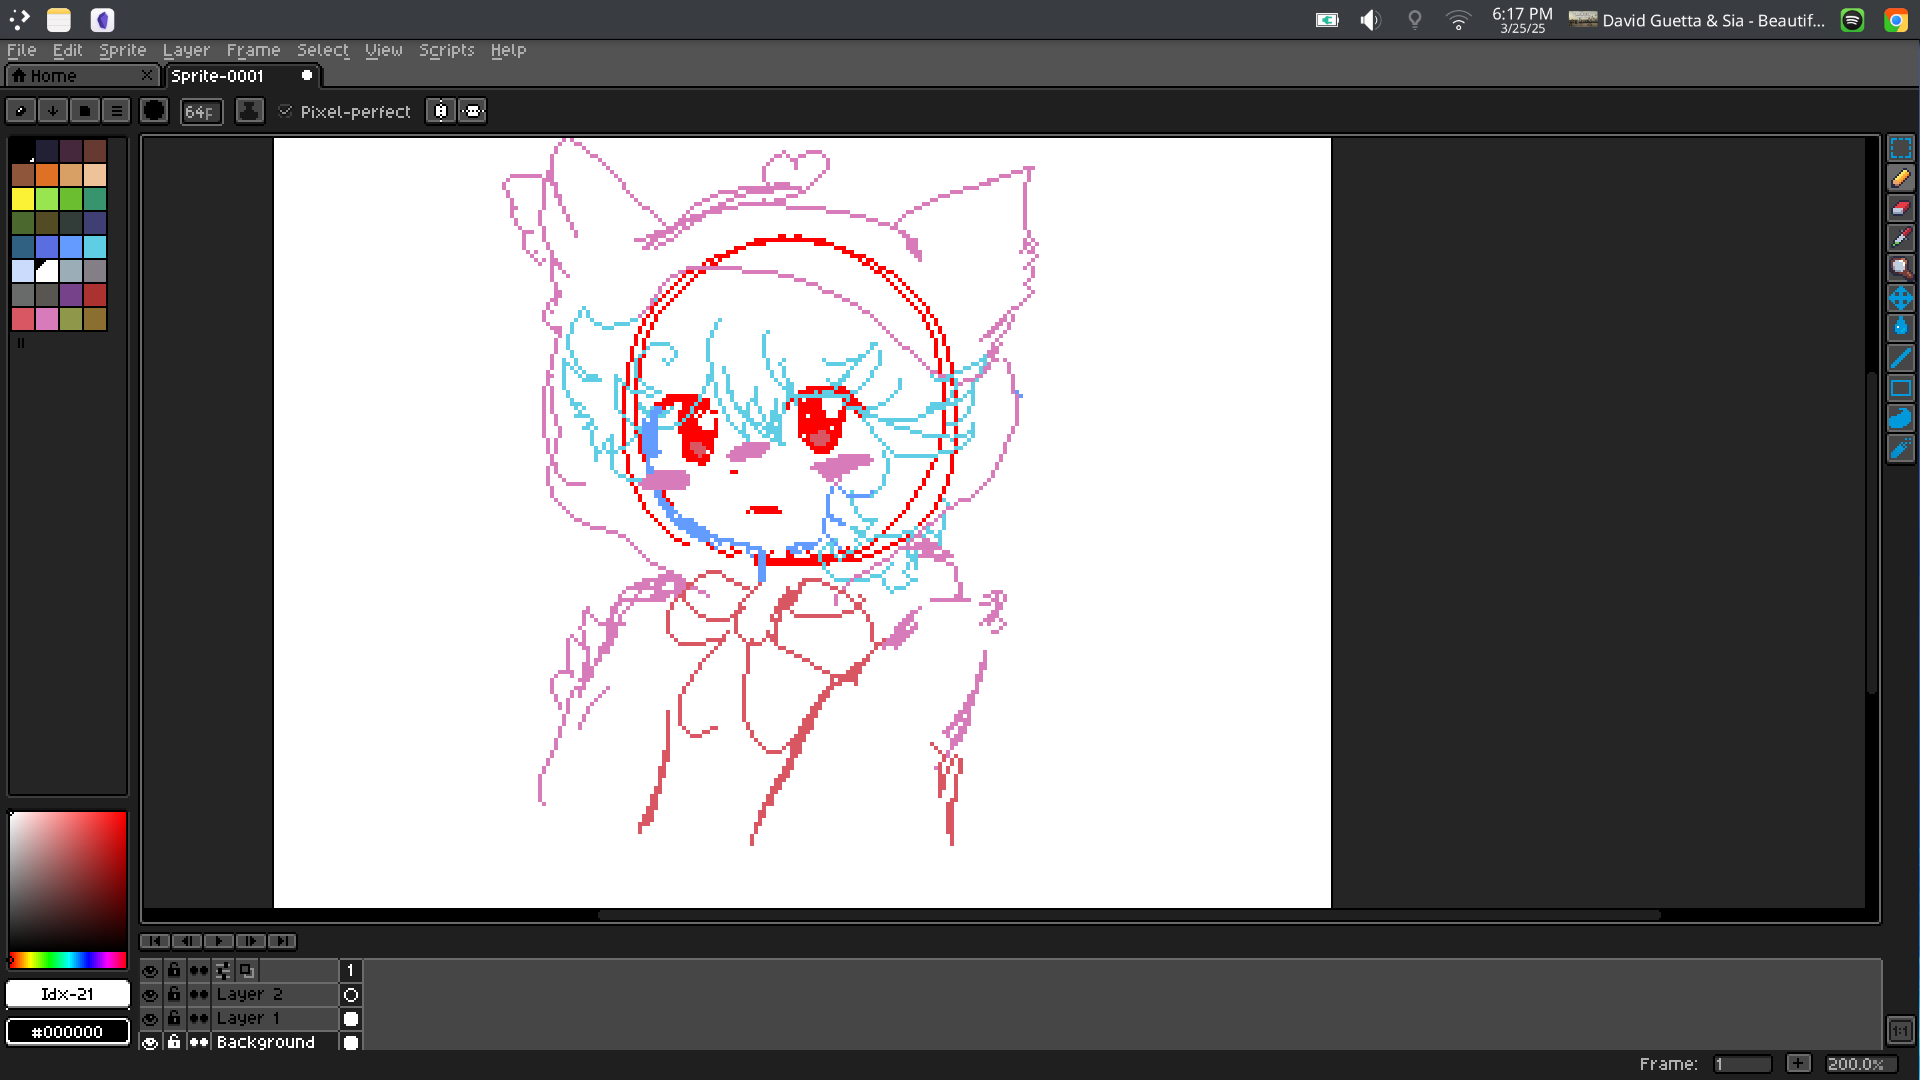 6:17 PM
3/25/25
David Guetta & Sia - Beautif...
File Edit Sprite Layer Frame Select View Scripts Help
Home
Sprite-0001
Pixel-perfect
Idx-21
#000000
1
Layer 2
Layer 1
Background
1:1
Frame: 1
200.0%